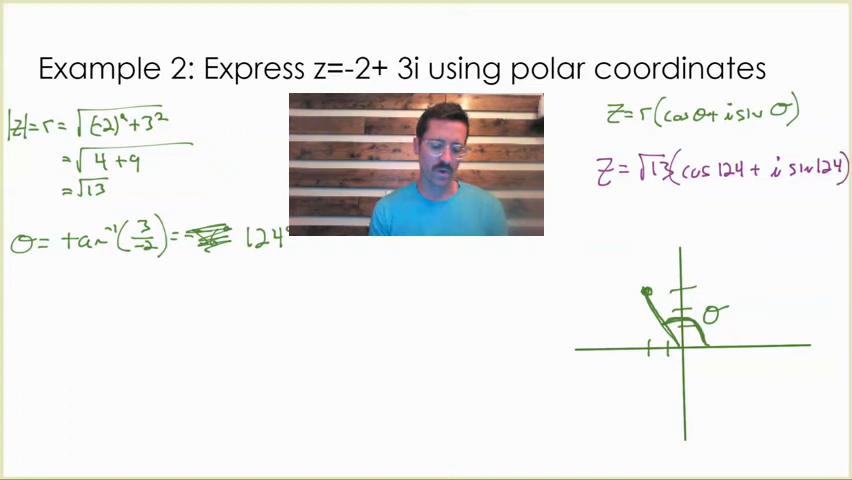 Example 2: Express z=-2+ 3i using polar coordinates
|z|=r= √(-2)²+3²
= √4+9
= √13
θ= tan⁻¹(3/-2)= 124°
z=r(cosθ+ i sin θ)
z= √13(cos 124 + i sin 124)
θ